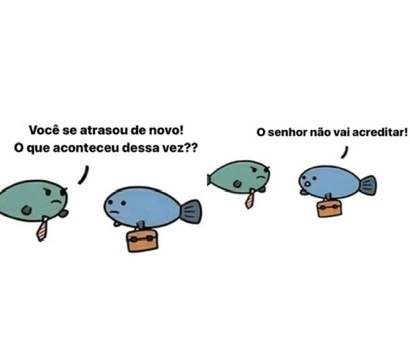 Você se atrasou de novo!
O que aconteceu dessa vez??
O senhor não vai acreditar!